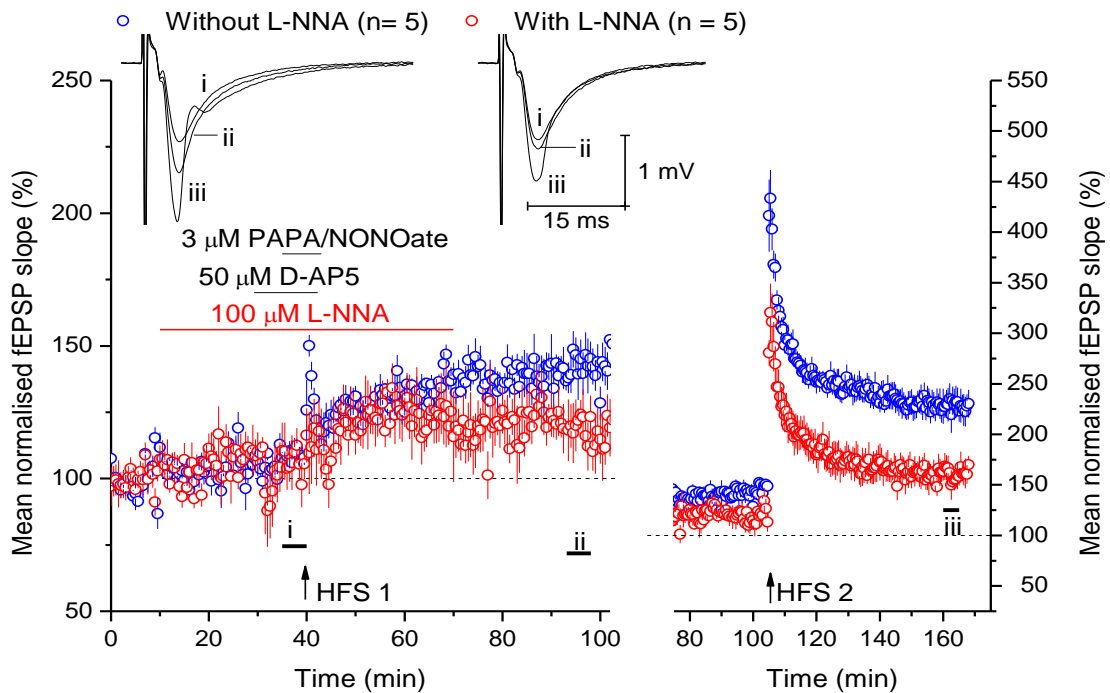 Without L-NNA (n= 5) With L-NNA (n = 5)
i
ii
iii
i
ii
iii
1 mV
15 ms
3 μM PAPA/NONOate
50 μM D-AP5
100 μM L-NNA
Mean normalised fEPSP slope (%)
250
200
150
100
50
i
ii
HFS 1
0 20 40 60 80 100
Time (min)
HFS 2
iii
80 100 120 140 160
Time (min)
550
500
450
400
350
300
250
200
150
100
50
Mean normalised fEPSP slope (%)